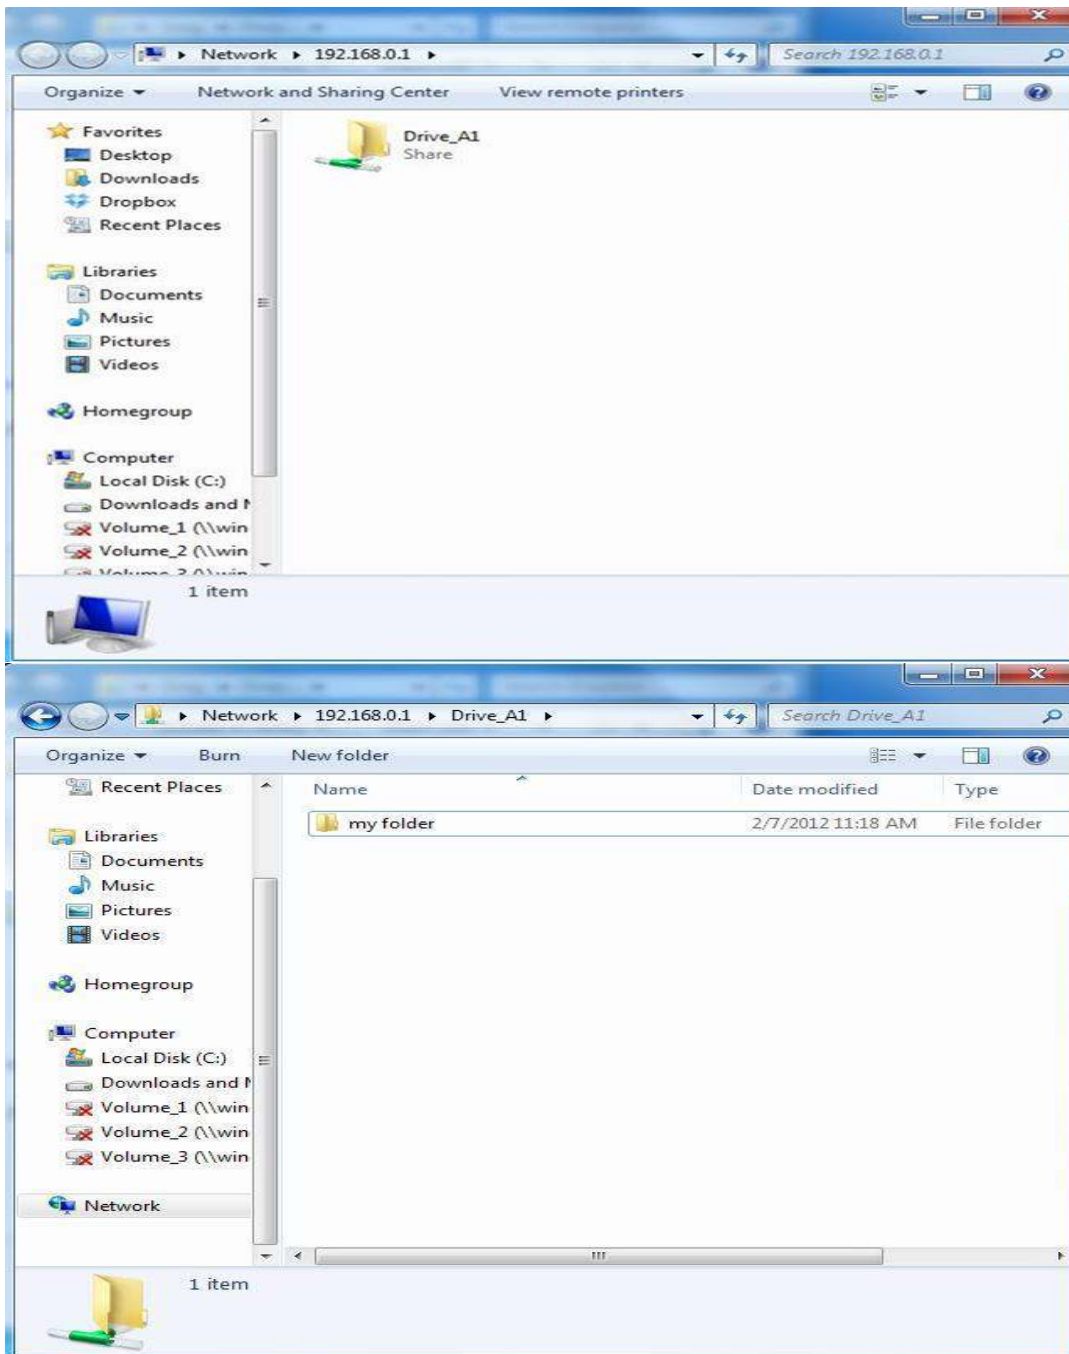 Network 192.168.0.1 Search 192.168.0.1
Organize Network and Sharing Center View remote printers
Favorites
Desktop
Downloads
Dropbox
Recent Places
Libraries
Documents
Music
Pictures
Videos
Homegroup
Computer
Local Disk (C:)
Downloads and
Volume_1 (\\win
Volume_2 (\\win
Volume_3 (\\win
Drive_A1
Share
1 item
Network 192.168.0.1 Drive_A1 Search Drive_A1
Organize Burn New folder
Recent Places
Libraries
Documents
Music
Pictures
Videos
Homegroup
Computer
Local Disk (C:)
Downloads and
Volume_1 (\\win
Volume_2 (\\win
Volume_3 (\\win
Network
Name Date modified Type
my folder 2/7/2012 11:18 AM File folder
1 item